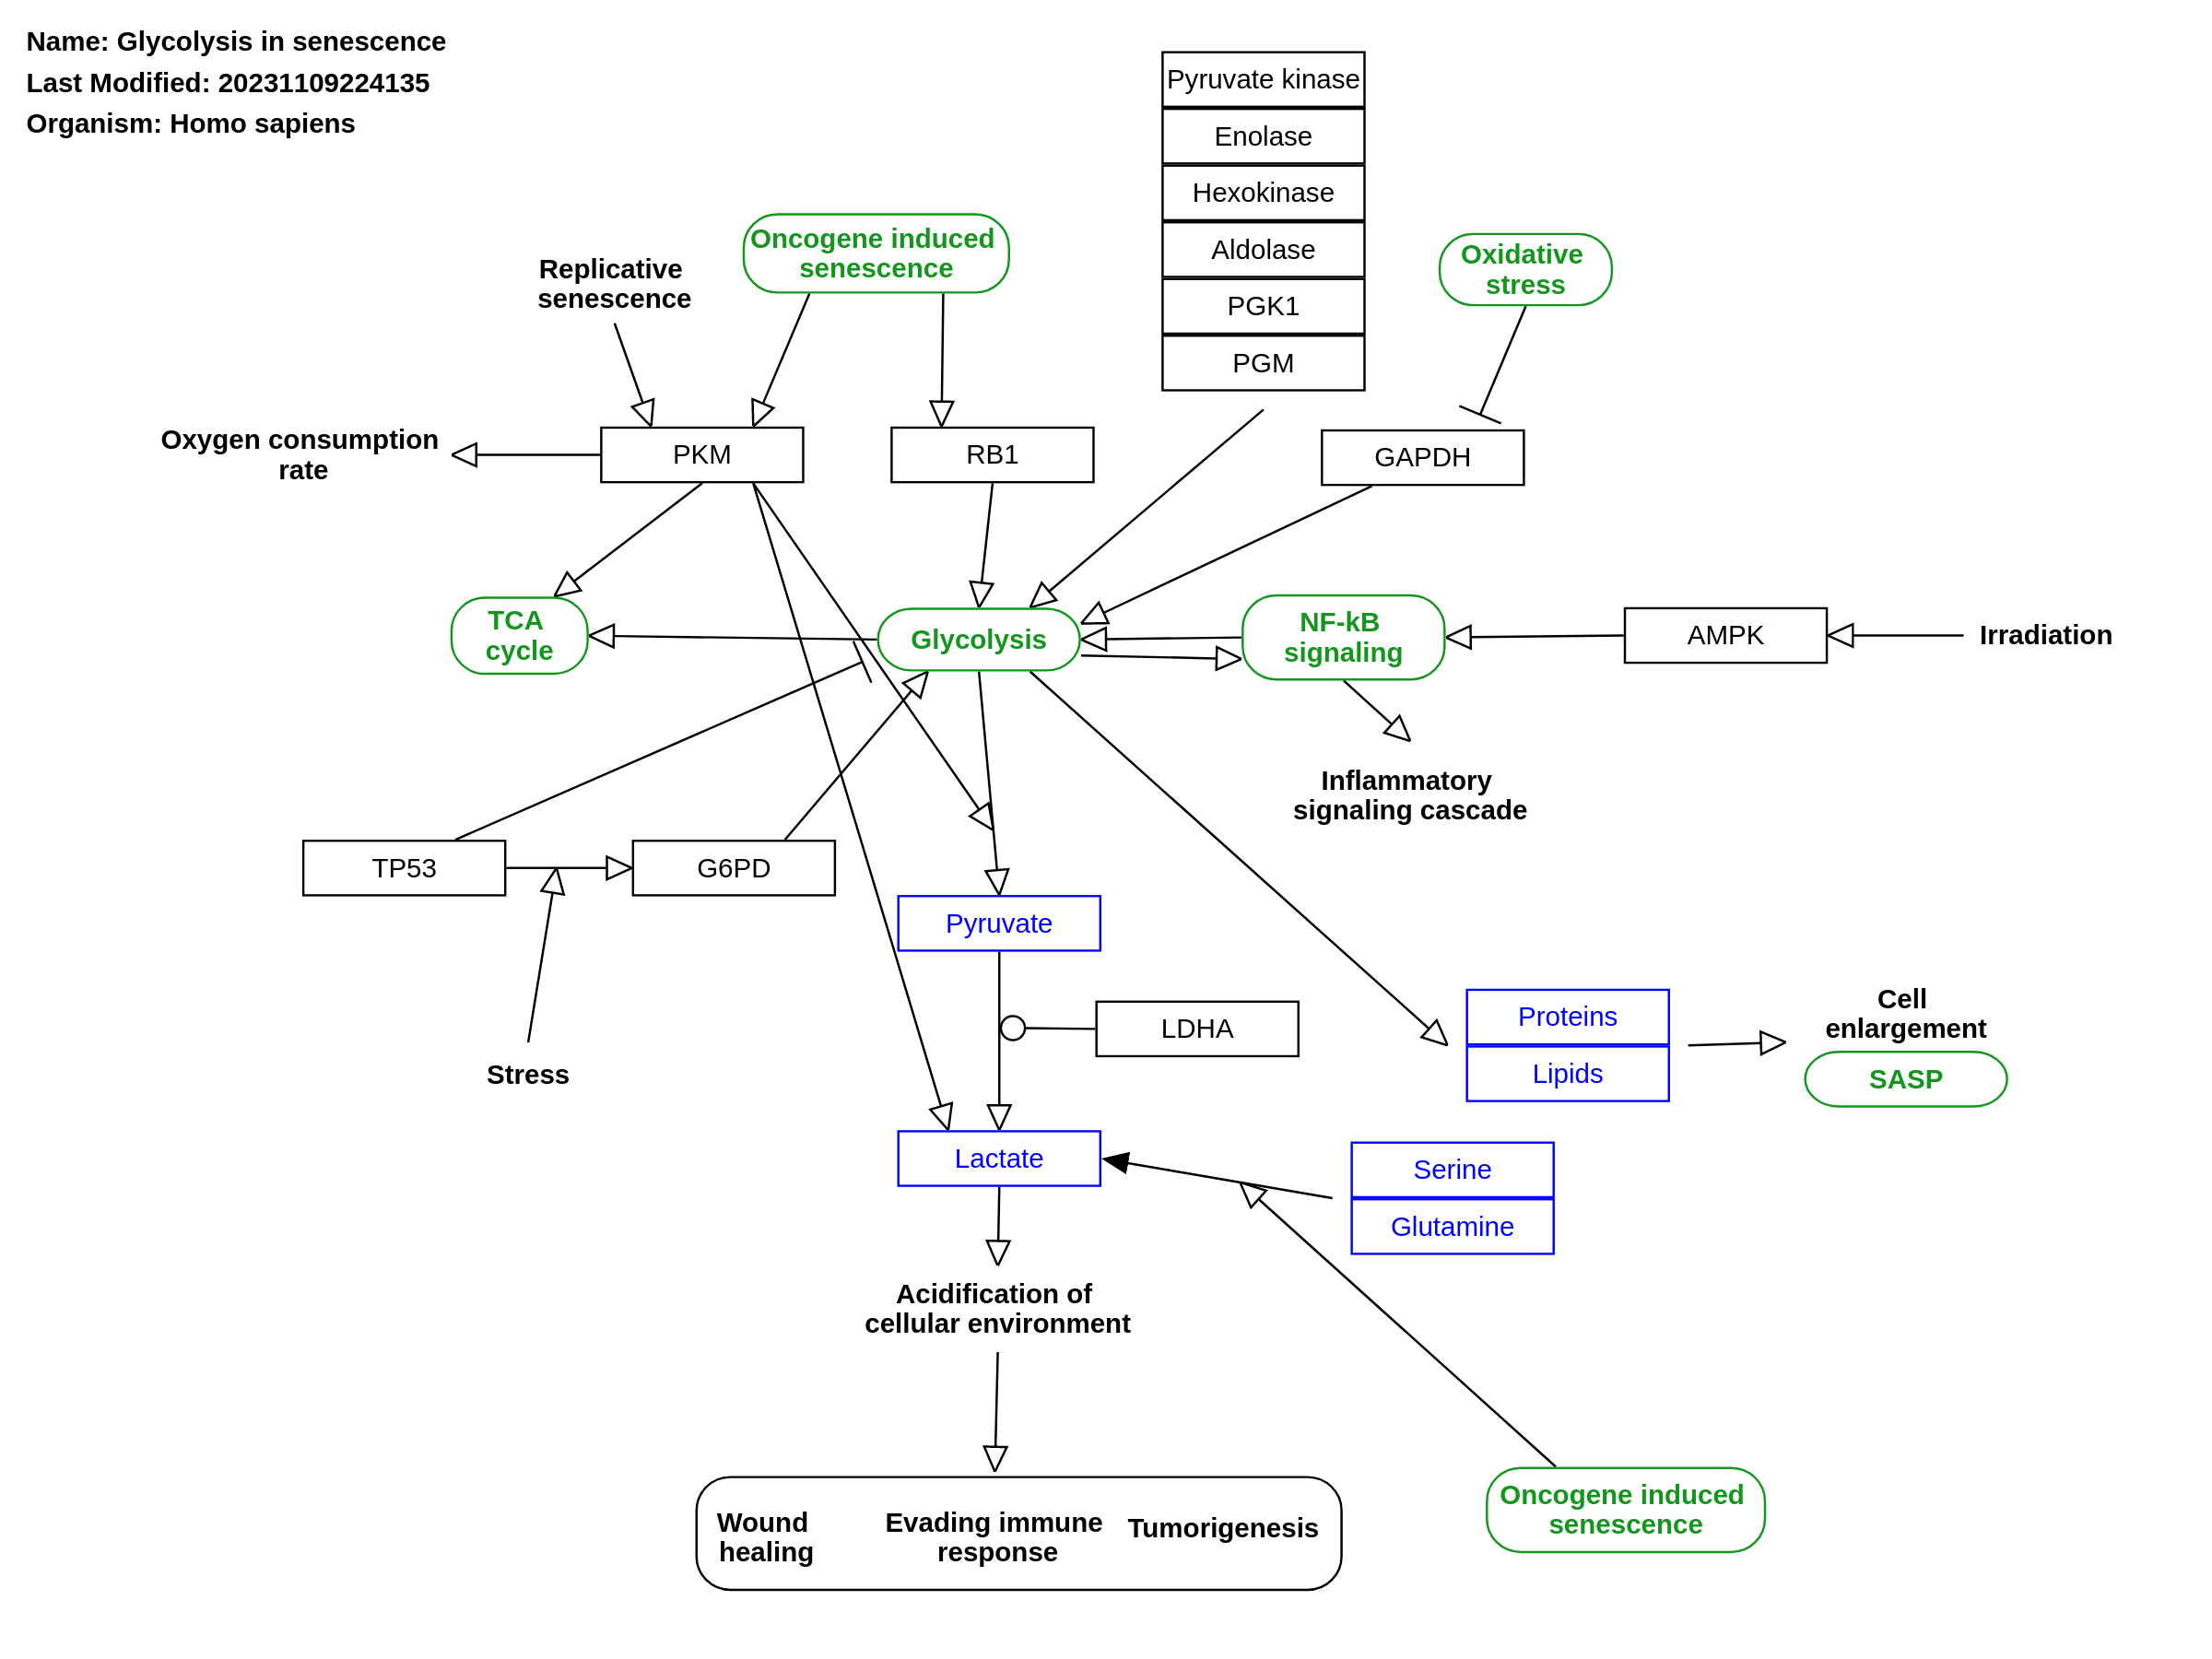 Name: Glycolysis in senescence
Last Modified: 20231109224135
Organism: Homo sapiens
Pyruvate kinase
Enolase
Hexokinase
Aldolase
PGK1
PGM
Oncogene induced
senescence
Replicative
senescence
Oxidative
stress
Oxygen consumption
rate
PKM
RB1
GAPDH
TCA
cycle
Glycolysis
NF-kB
signaling
AMPK
Irradiation
Inflammatory
signaling cascade
TP53
G6PD
Pyruvate
LDHA
Proteins
Lipids
Cell
enlargement
SASP
Stress
Lactate
Serine
Glutamine
Acidification of
cellular environment
Wound
healing
Evading immune
response
Tumorigenesis
Oncogene induced
senescence